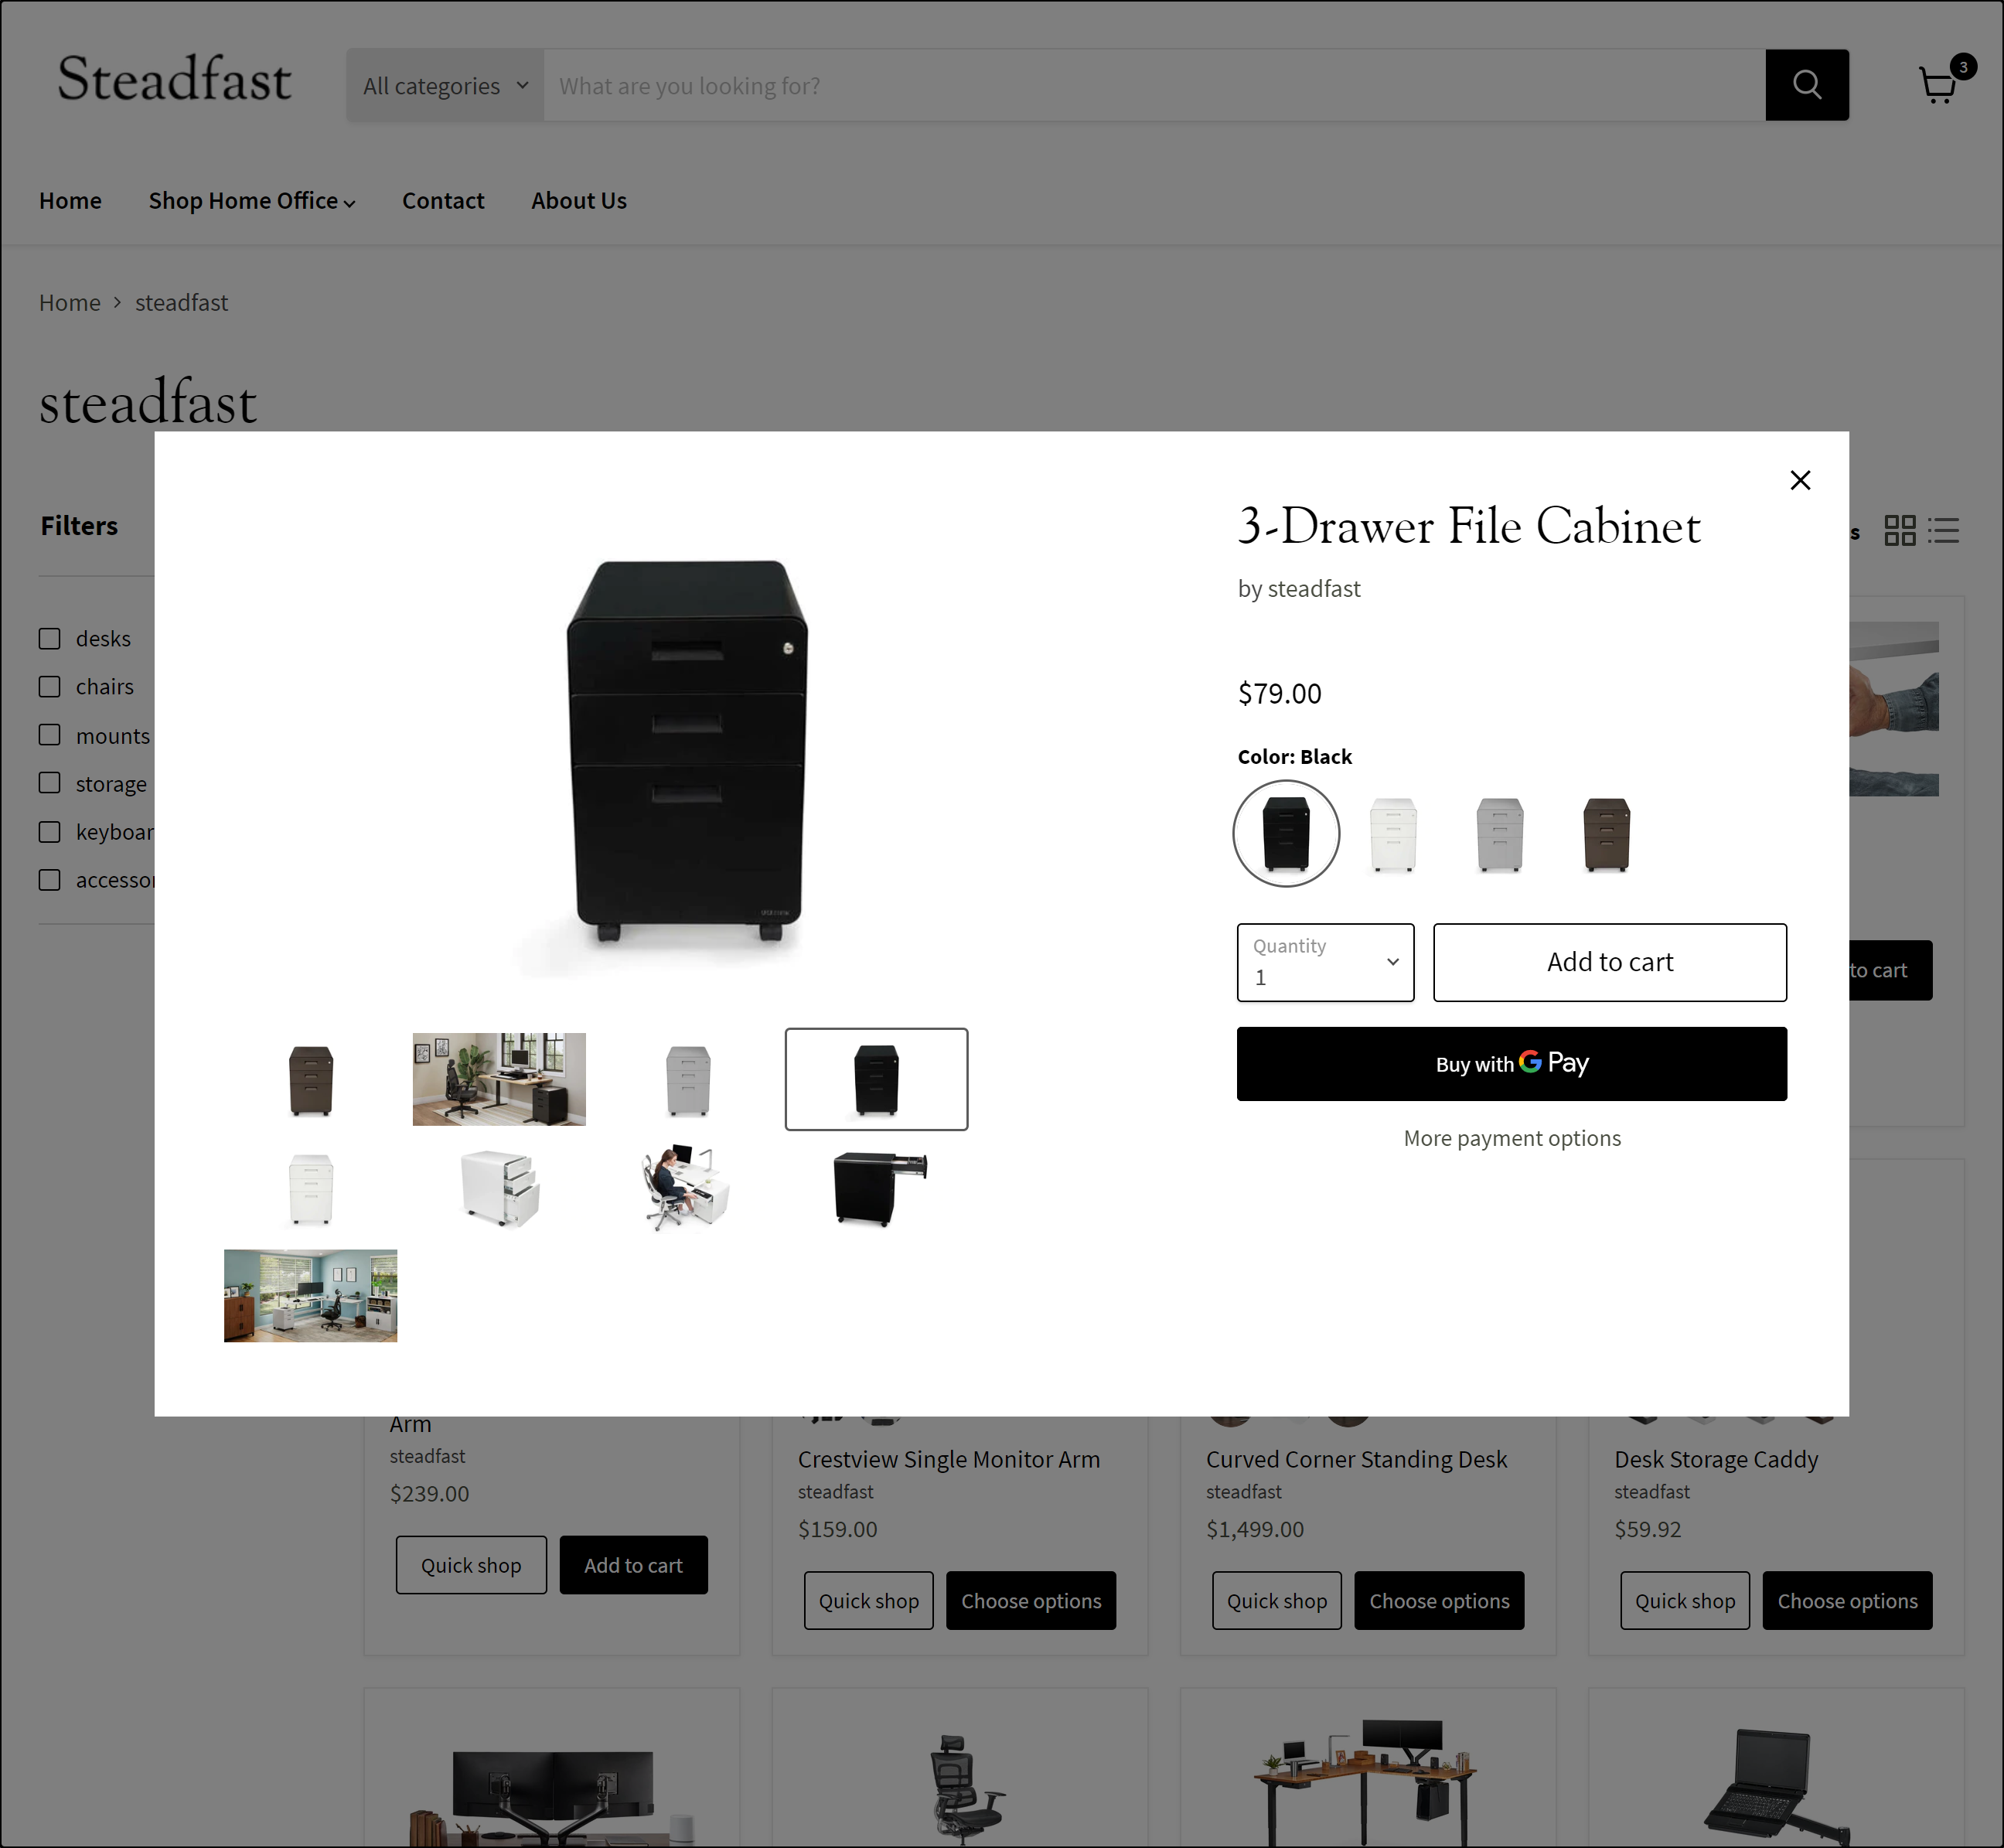 Steadfast
All categories
What are you looking for?
3
Home
Shop Home Office
Contact
About Us
Home
steadfast
steadfast
Filters
desks
chairs
mounts
storage
keyboar
accessor
s
to cart
3-Drawer File Cabinet
by steadfast
$79.00
Color: Black
Quantity
1
Add to cart
Buy with G Pay
More payment options
Arm
steadfast
$239.00
Quick shop
Add to cart
Crestview Single Monitor Arm
steadfast
$159.00
Quick shop
Choose options
Curved Corner Standing Desk
steadfast
$1,499.00
Quick shop
Choose options
Desk Storage Caddy
steadfast
$59.92
Quick shop
Choose options